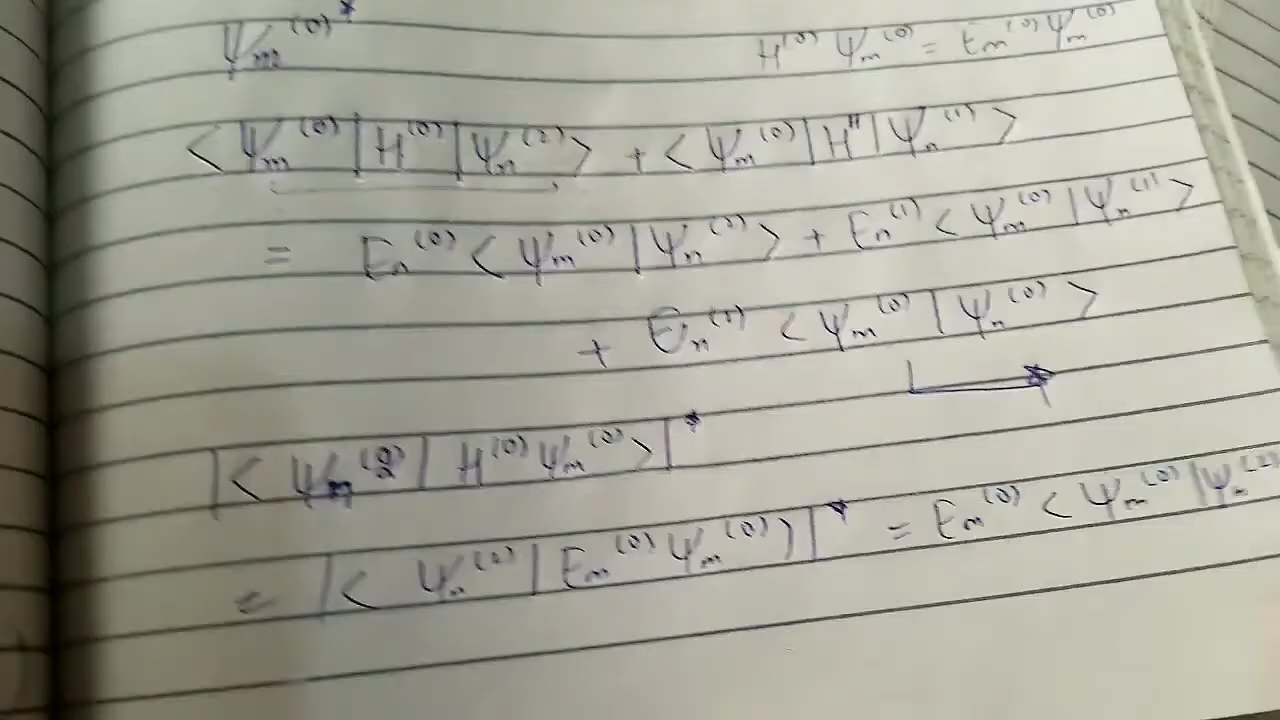 ψₘ⁽⁰⁾* H⁽⁰⁾ ψₘ⁽⁰⁾ = Eₘ⁽⁰⁾ ψₘ⁽⁰⁾
< ψₘ⁽⁰⁾ | H⁽⁰⁾ | ψₙ⁽²⁾ > + < ψₘ⁽⁰⁾ | H'' | ψₙ⁽¹⁾ >
= Eₙ⁽⁰⁾ < ψₘ⁽⁰⁾ | ψₙ⁽²⁾ > + Eₙ⁽¹⁾ < ψₘ⁽⁰⁾ | ψₙ⁽¹⁾ >
+ Eₙ⁽²⁾ < ψₘ⁽⁰⁾ | ψₙ⁽⁰⁾ >
| < ψ⁽²⁾ | H⁽⁰⁾ ψₘ⁽⁰⁾ > |*
= | < ψₙ⁽²⁾ | Eₘ⁽⁰⁾ ψₘ⁽⁰⁾ > |* = Eₘ⁽⁰⁾ < ψₘ⁽⁰⁾ | ψₙ⁽²⁾